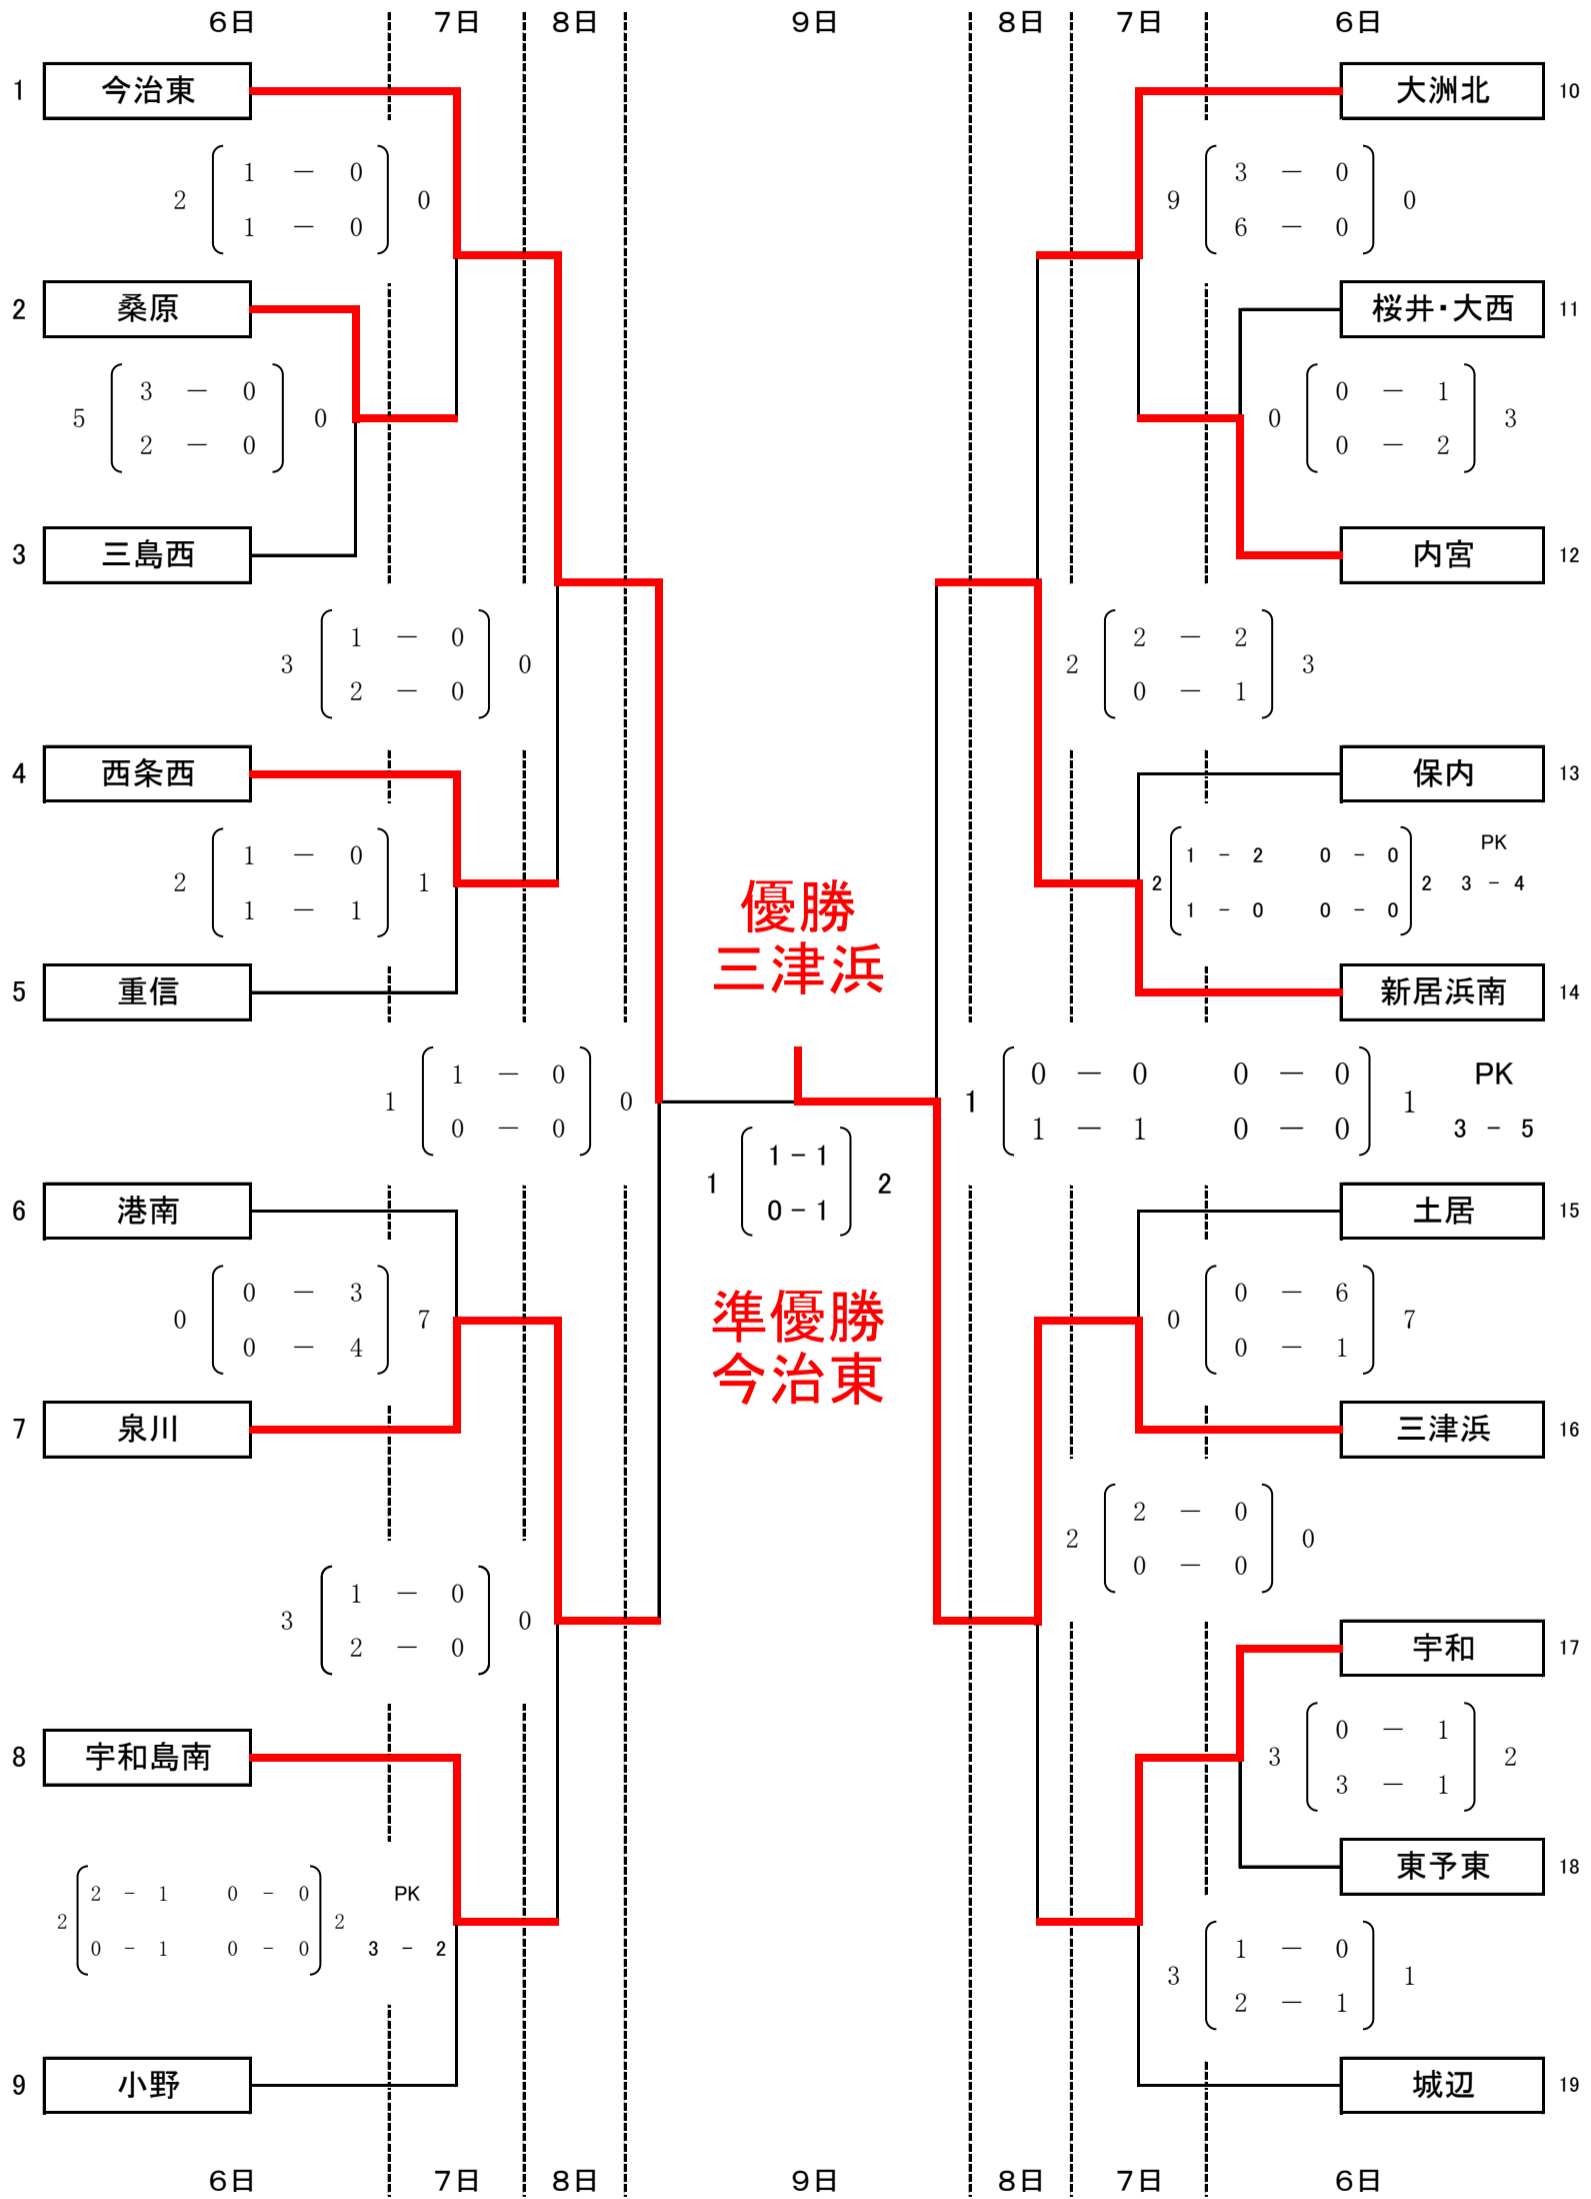 6日 7日 8日 9日 8日 7日 6日
1 今治東 大洲北 10
1 － 0 3 － 0
2 0 9 0
1 － 0 6 － 0
2 桑原 桜井・大西 11
3 － 0 0 － 1
5 0 0 3
2 － 0 0 － 2
3 三島西 内宮 12
1 － 0 2 － 2
3 0 2 3
2 － 0 0 － 1
4 西条西 保内 13
1 － 0 1 - 2 0 - 0 PK
2 1 2 2 3 - 4
1 － 1 1 - 0 0 - 0
優勝
三津浜
5 重信 新居浜南 14
1 － 0 0 － 0 0 － 0 PK
1 0 1 1
0 － 0 1 － 1 0 － 0 3 - 5
1 - 1
1 2
0 - 1
6 港南 土居 15
0 － 3 0 － 6
0 7 0 7
0 － 4 0 － 1
準優勝
今治東
7 泉川 三津浜 16
2 － 0
2 0
0 － 0
1 － 0
3 0
2 － 0
宇和 17
0 － 1
8 宇和島南 3 2
3 － 1
東予東 18
2 - 1 0 - 0 PK
2 2
0 - 1 0 - 0 3 - 2
1 － 0
3 1
2 － 1
9 小野 城辺 19
6日 7日 8日 9日 8日 7日 6日